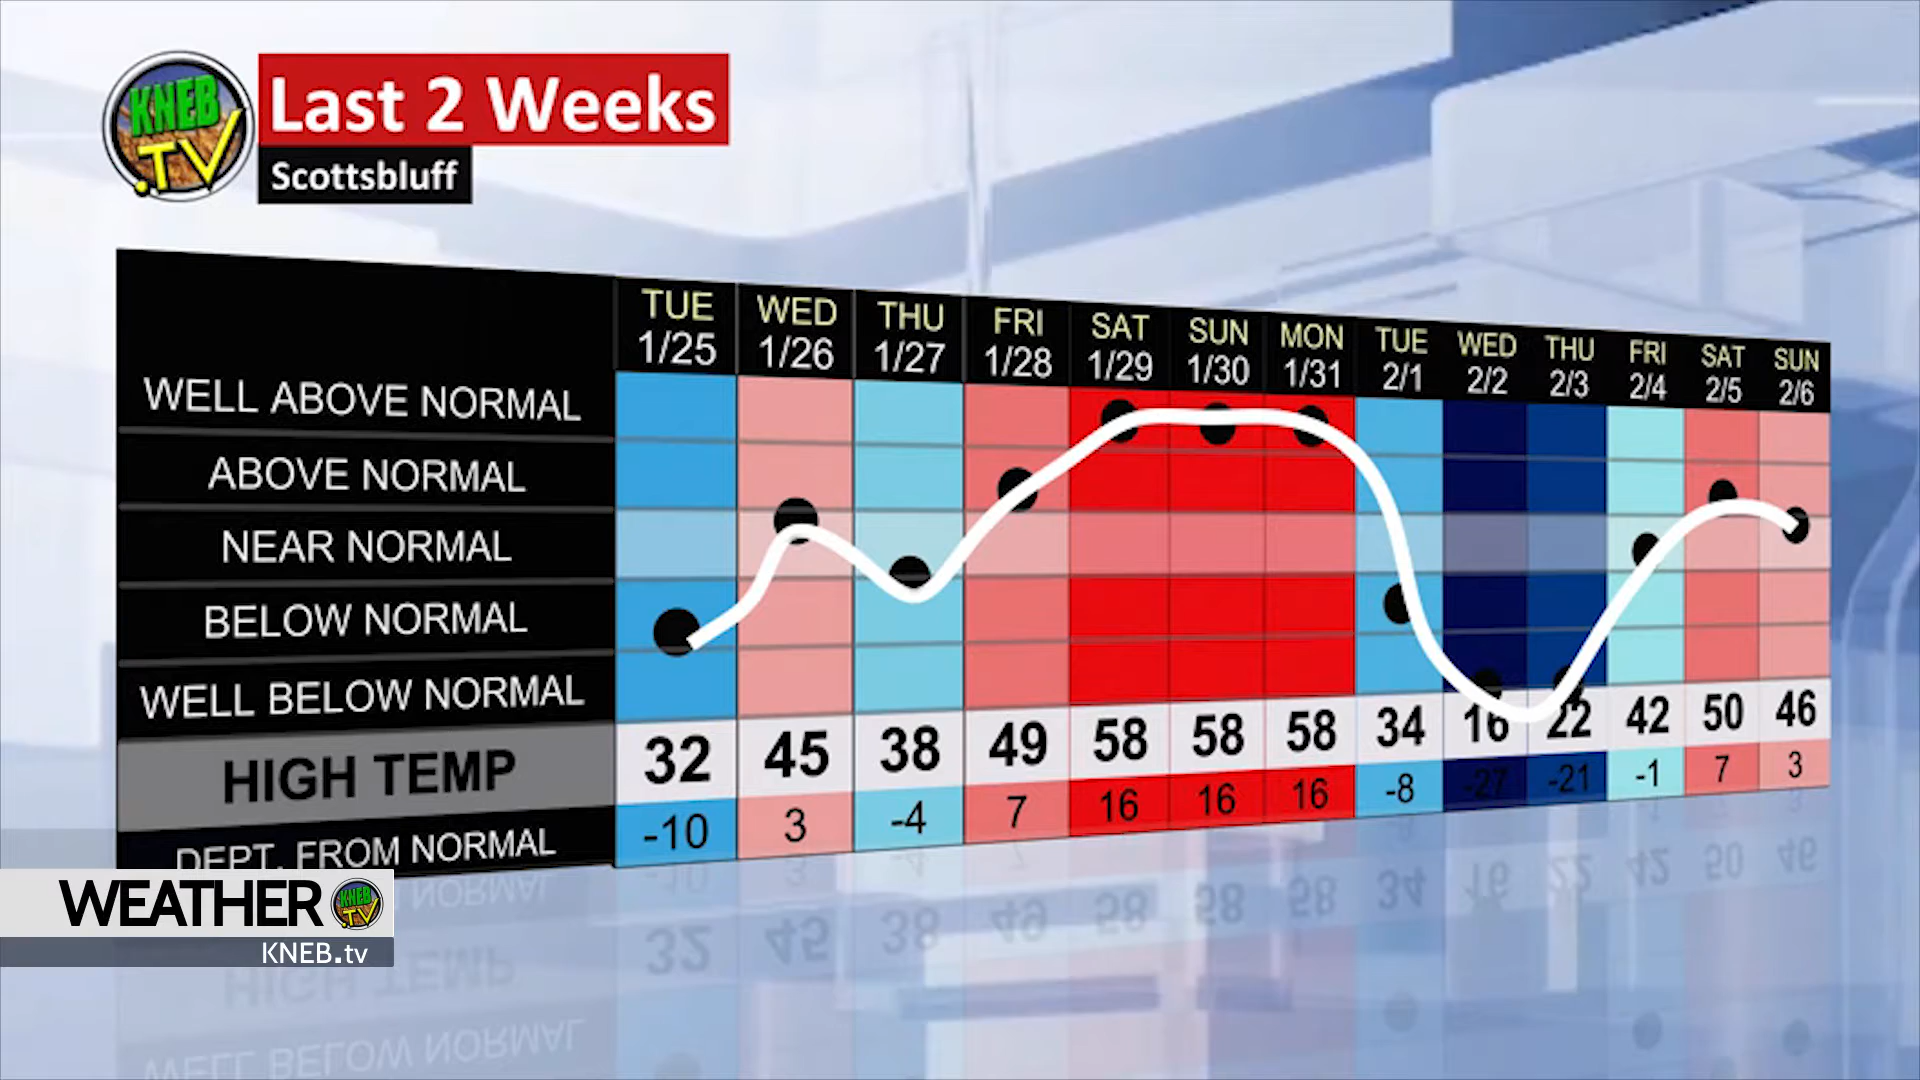 KNEB
.TV
Last 2 Weeks
Scottsbluff
TUE WED THU FRI SAT SUN MON TUE WED THU FRI SAT SUN
1/25 1/26 1/27 1/28 1/29 1/30 1/31 2/1 2/2 2/3 2/4 2/5 2/6
WELL ABOVE NORMAL
ABOVE NORMAL
NEAR NORMAL
BELOW NORMAL
WELL BELOW NORMAL
HIGH TEMP 32 45 38 49 58 58 58 34 16 22 42 50 46
DEPT. FROM NORMAL -10 3 -4 7 16 16 16 -8 -27 -21 -1 7 3
WEATHER KNEB .TV
KNEB.tv